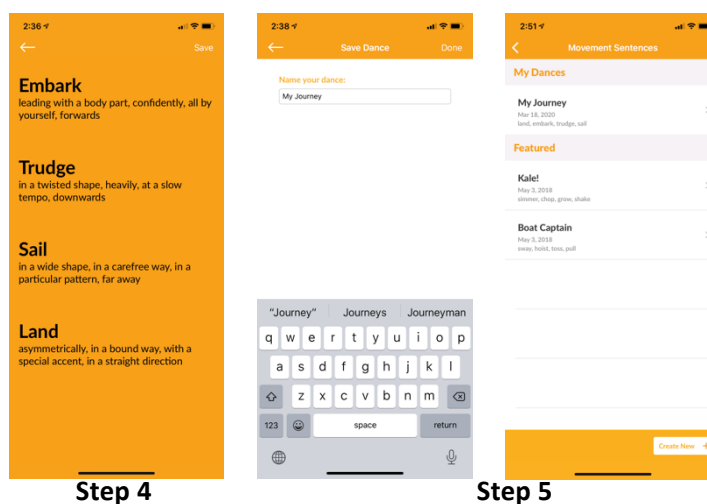 2:36
Save
Embark
leading with a body part, confidently, all by
yourself, forwards
Trudge
in a twisted shape, heavily, at a slow
tempo, downwards
Sail
in a wide shape, in a carefree way, in a
particular pattern, far away
Land
asymmetrically, in a bound way, with a
special accent, in a straight direction
Step 4
2:38
Save Dance
Done
Name your dance:
My Journey
"Journey" Journeys Journeyman
q w e r t y u i o p
a s d f g h j k l
z x c v b n m
123 space return
2:51
Movement Sentences
My Dances
My Journey
Mar 18, 2020
land, embark, trudge, sail
Featured
Kale!
May 3, 2018
simmer, chop, grow, shake
Boat Captain
May 3, 2018
sway, hoist, toss, pull
Create New +
Step 5